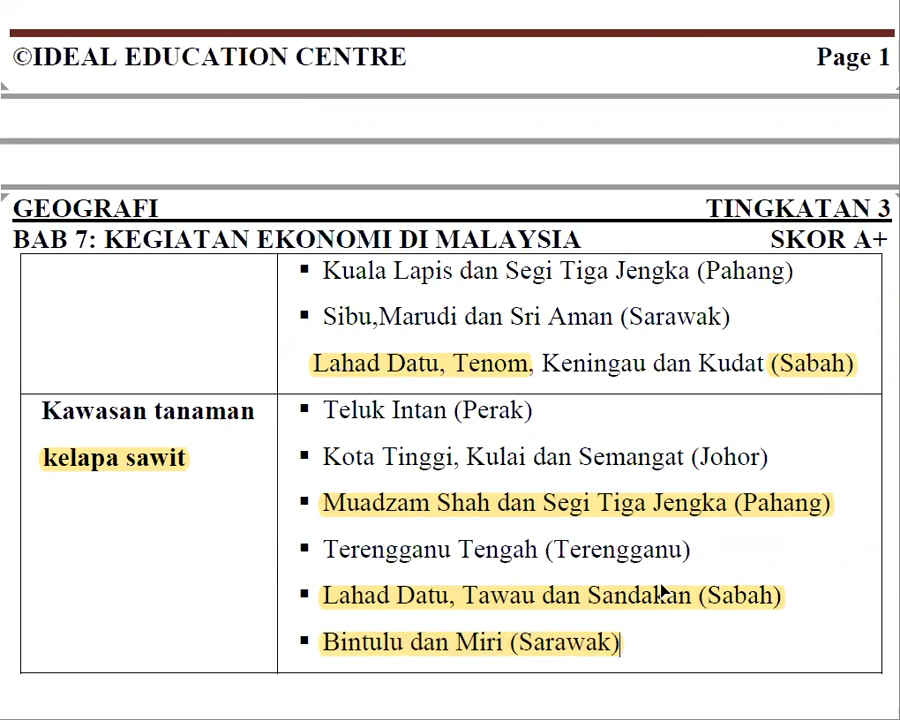 ©IDEAL EDUCATION CENTRE Page 1
GEOGRAFI TINGKATAN 3
BAB 7: KEGIATAN EKONOMI DI MALAYSIA SKOR A+
▪ Kuala Lapis dan Segi Tiga Jengka (Pahang)
▪ Sibu,Marudi dan Sri Aman (Sarawak)
Lahad Datu, Tenom, Keningau dan Kudat (Sabah)
Kawasan tanaman ▪ Teluk Intan (Perak)
kelapa sawit ▪ Kota Tinggi, Kulai dan Semangat (Johor)
▪ Muadzam Shah dan Segi Tiga Jengka (Pahang)
▪ Terengganu Tengah (Terengganu)
▪ Lahad Datu, Tawau dan Sandakan (Sabah)
▪ Bintulu dan Miri (Sarawak)